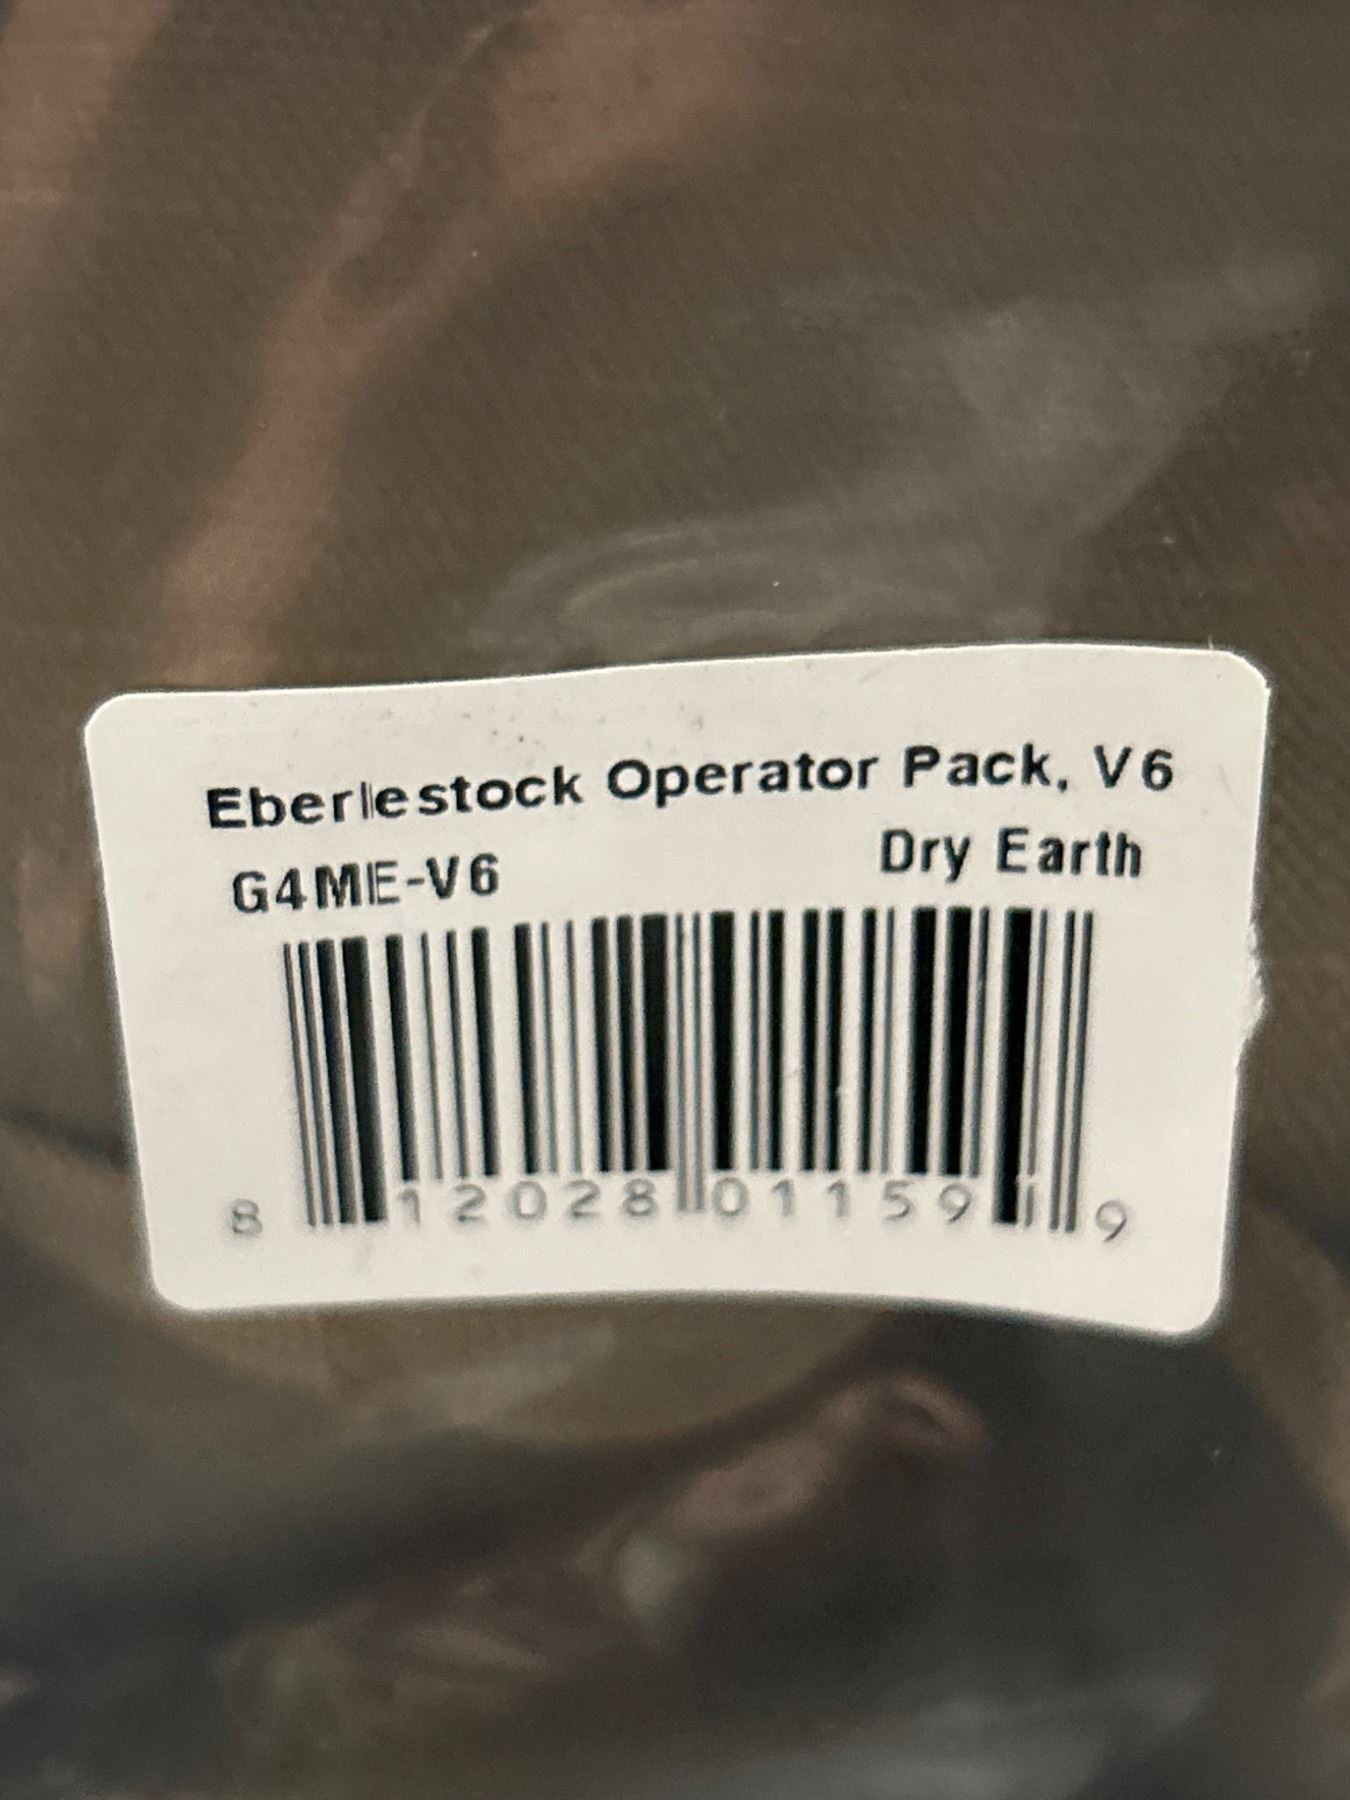 Eberlestock Operator Pack, V6
G4ME-V6 Dry Earth
8 12028 01159 9